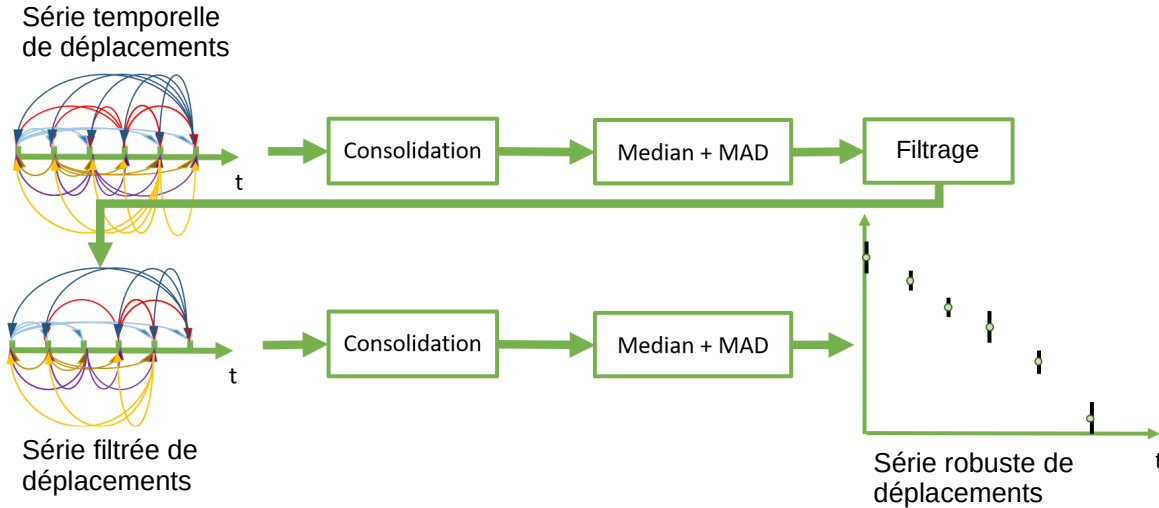 Série temporelle
de déplacements
t
Consolidation
Median + MAD
Filtrage
t
Consolidation
Median + MAD
Série filtrée de
déplacements
t
Série robuste de
déplacements